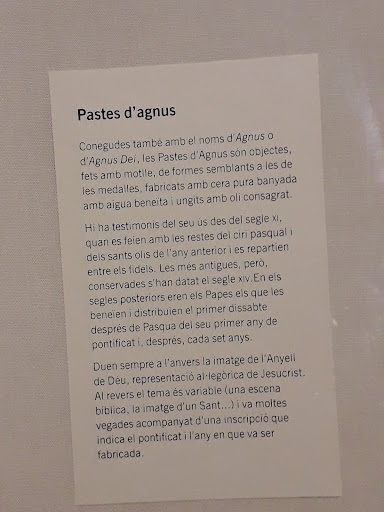 Pastes d'agnus
Conegudes també amb el noms d'Agnus o
d'Agnus Dei, les Pastes d'Agnus són objectes,
fets amb motlle, de formes semblants a les de
les medalles, fabricats amb cera pura banyada
amb aigua beneïta i ungits amb oli consagrat.
Hi ha testimonis del seu ús des del segle XI,
quan es feien amb les restes del ciri pasqual i
dels sants olis de l'any anterior i es repartien
entre els fidels. Les més antigues, però,
conservades s'han datat el segle XIV.En els
segles posteriors eren els Papes els que les
beneïen i distribuïen el primer dissabte
després de Pasqua del seu primer any de
pontificat i, després, cada set anys.
Duen sempre a l'anvers la imatge de l'Anyell
de Déu, representació al·legòrica de Jesucrist.
Al revers el tema és variable (una escena
bíblica, la imatge d'un Sant...) i va moltes
vegades acompanyat d'una inscripció que
indica el pontificat i l'any en que va ser
fabricada.